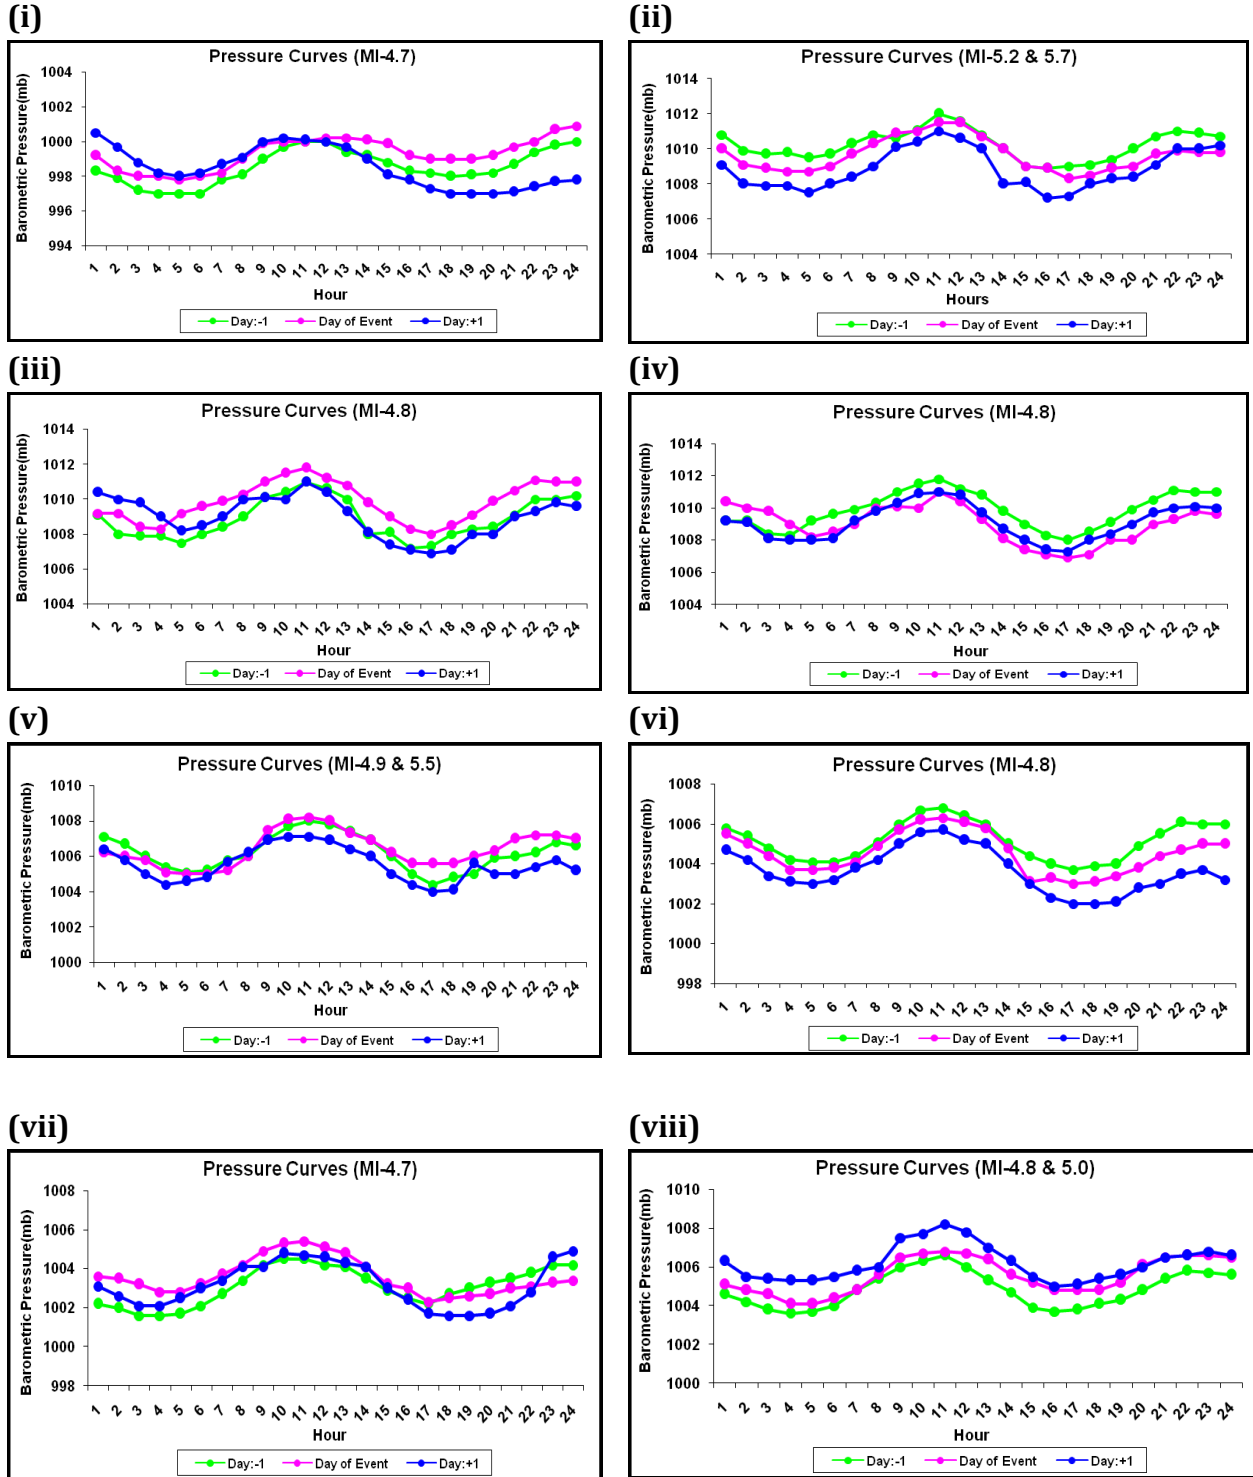 (i)
Pressure Curves (MI-4.7)
Barometric Pressure(mb)
1004
1002
1000
998
996
994
1 2 3 4 5 6 7 8 9 10 11 12 13 14 15 16 17 18 19 20 21 22 23 24
Hour
Day:-1 Day of Event Day:+1
(ii)
Pressure Curves (MI-5.2 & 5.7)
Barometric Pressure(mb)
1014
1012
1010
1008
1006
1004
1 2 3 4 5 6 7 8 9 10 11 12 13 14 15 16 17 18 19 20 21 22 23 24
Hours
Day:-1 Day of Event Day:+1
(iii)
Pressure Curves (MI-4.8)
Barometric Pressure(mb)
1014
1012
1010
1008
1006
1004
1 2 3 4 5 6 7 8 9 10 11 12 13 14 15 16 17 18 19 20 21 22 23 24
Hour
Day:-1 Day of Event Day:+1
(iv)
Pressure Curves (MI-4.8)
Barometric Pressure(mb)
1014
1012
1010
1008
1006
1004
1 2 3 4 5 6 7 8 9 10 11 12 13 14 15 16 17 18 19 20 21 22 23 24
Hour
Day:-1 Day of Event Day:+1
(v)
Pressure Curves (MI-4.9 & 5.5)
Barometric Pressure(mb)
1010
1008
1006
1004
1002
1000
1 2 3 4 5 6 7 8 9 10 11 12 13 14 15 16 17 18 19 20 21 22 23 24
Hour
Day:-1 Day of Event Day:+1
(vi)
Pressure Curves (MI-4.8)
Barometric Pressure(mb)
1008
1006
1004
1002
1000
998
1 2 3 4 5 6 7 8 9 10 11 12 13 14 15 16 17 18 19 20 21 22 23 24
Hour
Day:-1 Day of Event Day:+1
(vii)
Pressure Curves (MI-4.7)
Barometric Pressure(mb)
1008
1006
1004
1002
1000
998
1 2 3 4 5 6 7 8 9 10 11 12 13 14 15 16 17 18 19 20 21 22 23 24
Hour
Day:-1 Day of Event Day:+1
(viii)
Pressure Curves (MI-4.8 & 5.0)
Barometric Pressure(mb)
1010
1008
1006
1004
1002
1000
1 2 3 4 5 6 7 8 9 10 11 12 13 14 15 16 17 18 19 20 21 22 23 24
Hour
Day:-1 Day of Event Day:+1